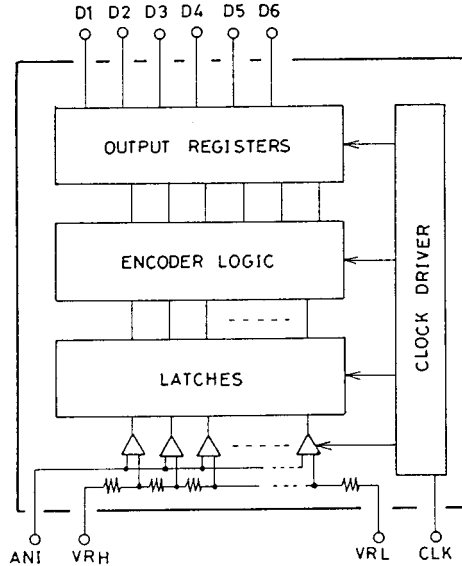 D1 D2 D3 D4 D5 D6
OUTPUT REGISTERS
ENCODER LOGIC
CLOCK DRIVER
LATCHES
ANI VRH VRL CLK